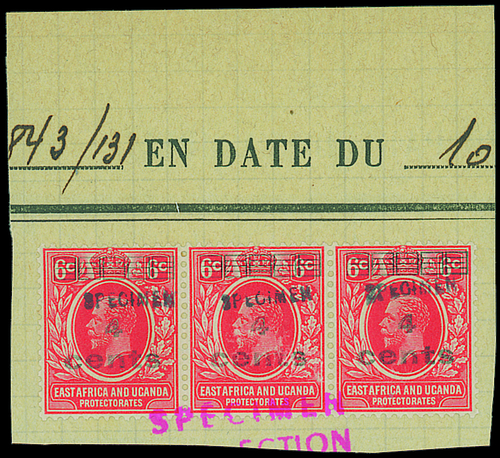 843/131 EN DATE DU 10
6c 6c 6c 6c 6c 6c
SPECIMEN SPECIMEN SPECIMEN
4 4 4
cents cents cents
EAST AFRICA AND UGANDA EAST AFRICA AND UGANDA EAST AFRICA AND UGANDA
PROTECTORATES PROTECTORATES PROTECTORATES
SPECIMEN
ECTION